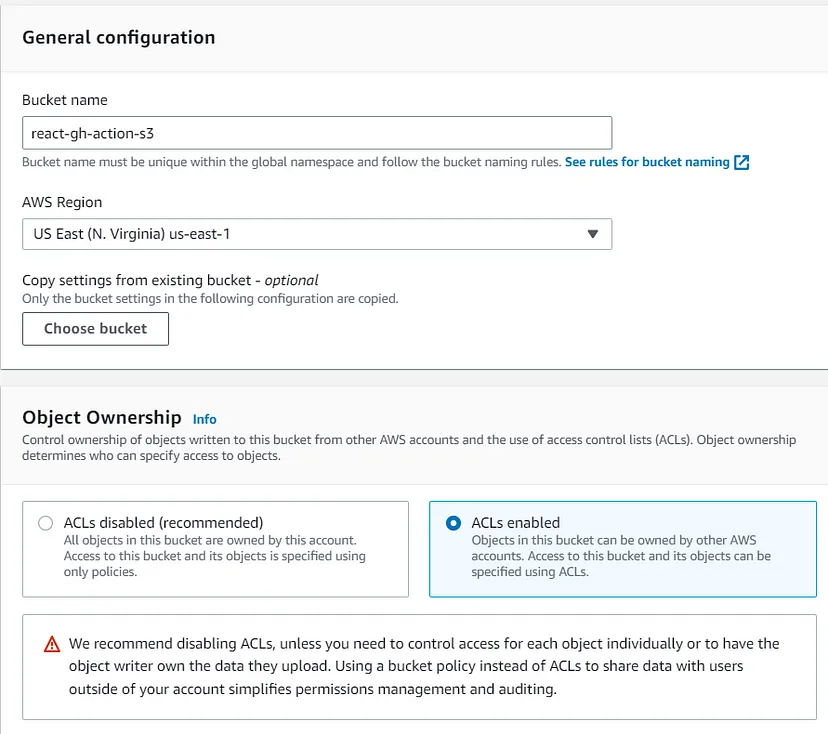 General configuration
Bucket name
react-gh-action-s3
Bucket name must be unique within the global namespace and follow the bucket naming rules. See rules for bucket naming
AWS Region
US East (N. Virginia) us-east-1
Copy settings from existing bucket - optional
Only the bucket settings in the following configuration are copied.
Choose bucket
Object Ownership Info
Control ownership of objects written to this bucket from other AWS accounts and the use of access control lists (ACLs). Object ownership
determines who can specify access to objects.
ACLs disabled (recommended)
All objects in this bucket are owned by this account.
Access to this bucket and its objects is specified using
only policies.
ACLs enabled
Objects in this bucket can be owned by other AWS
accounts. Access to this bucket and its objects can be
specified using ACLs.
We recommend disabling ACLs, unless you need to control access for each object individually or to have the
object writer own the data they upload. Using a bucket policy instead of ACLs to share data with users
outside of your account simplifies permissions management and auditing.